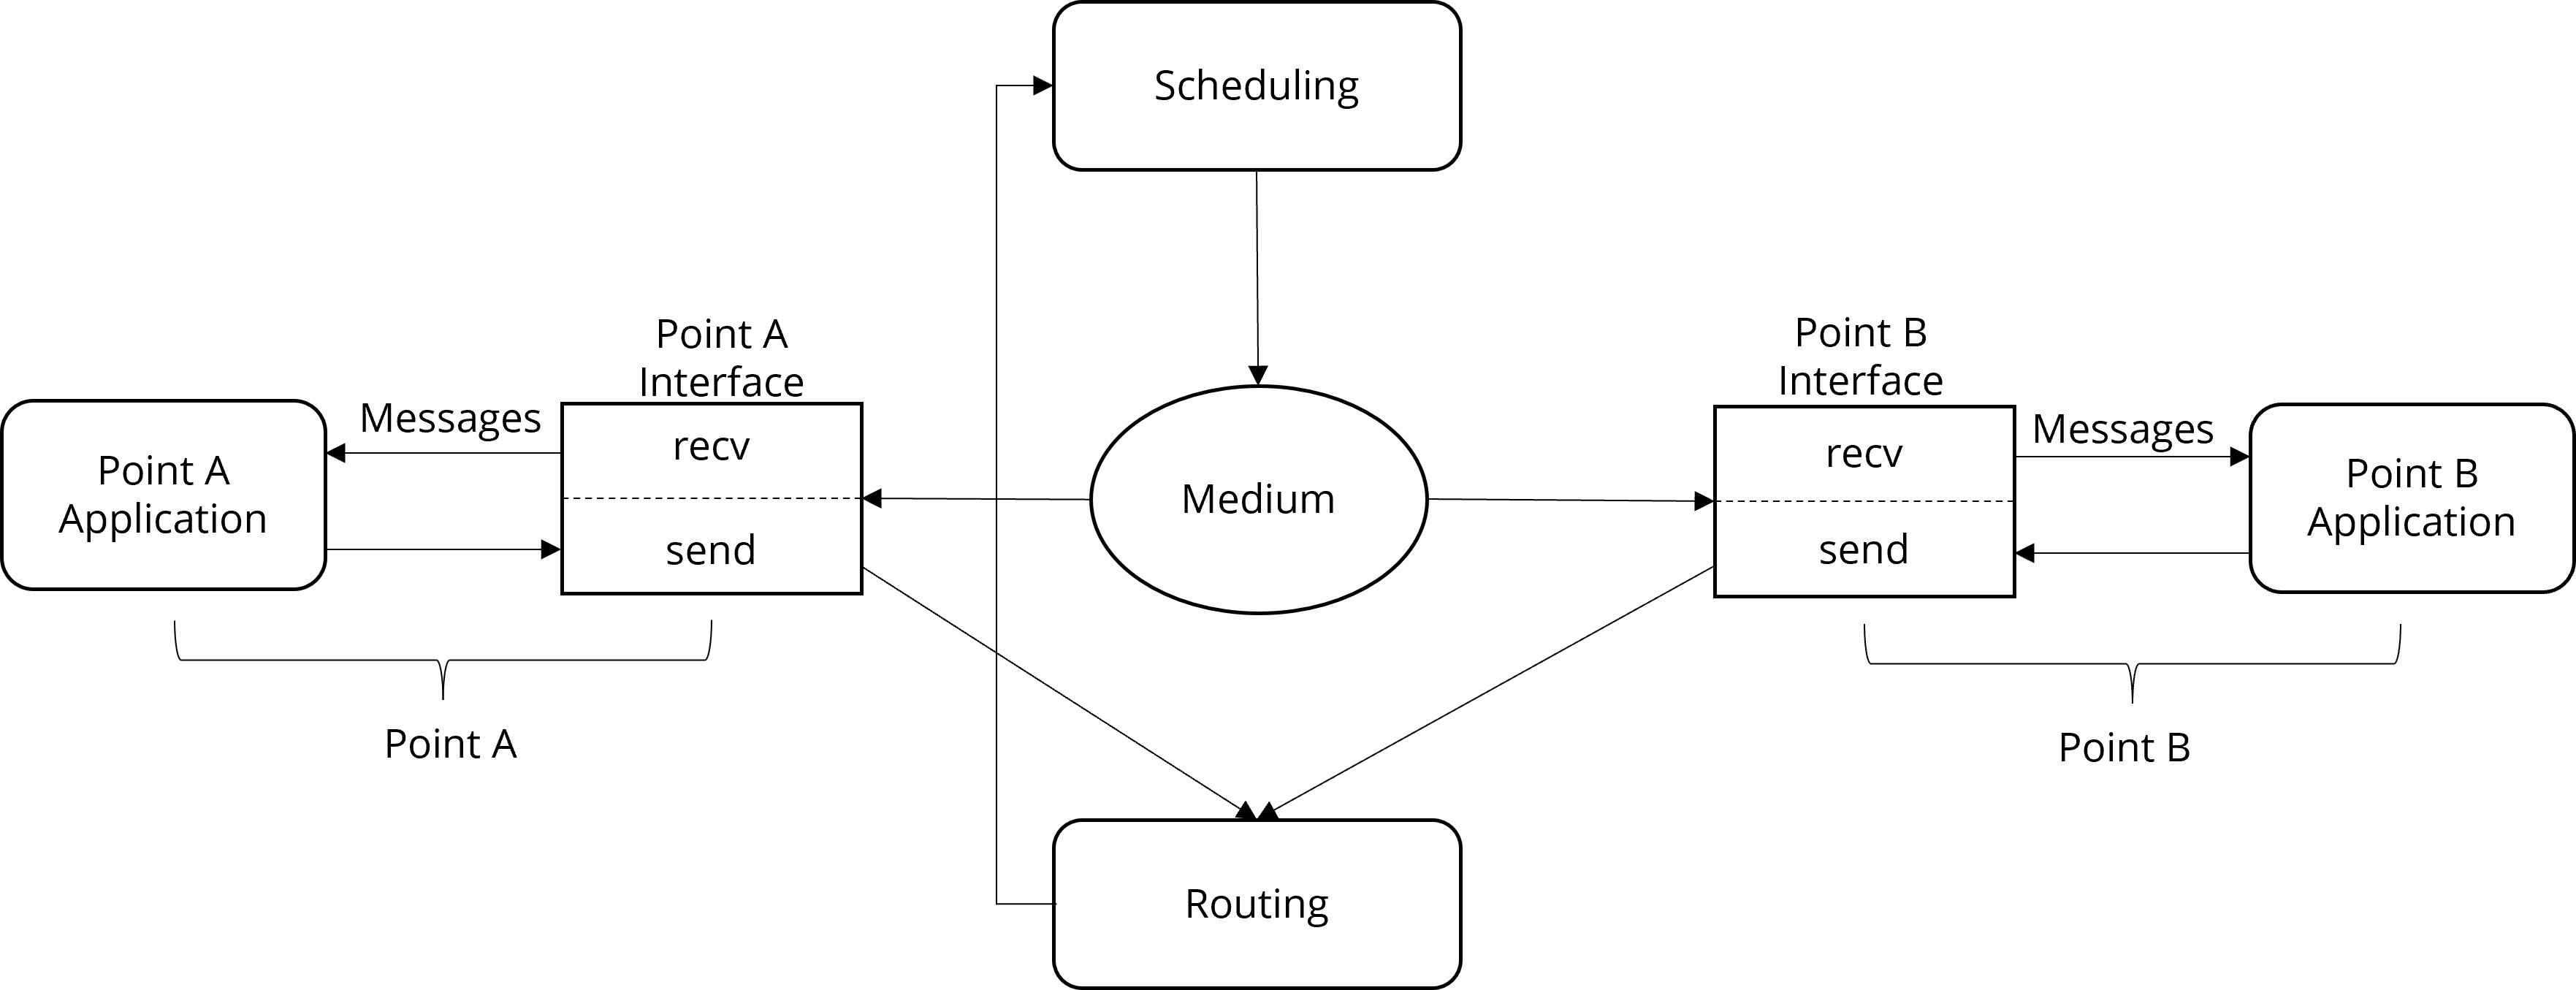 Scheduling
Point A
Interface
Point B
Interface
Messages
recv
send
Point A
Application
Medium
recv
send
Messages
Point B
Application
Point A
Point B
Routing